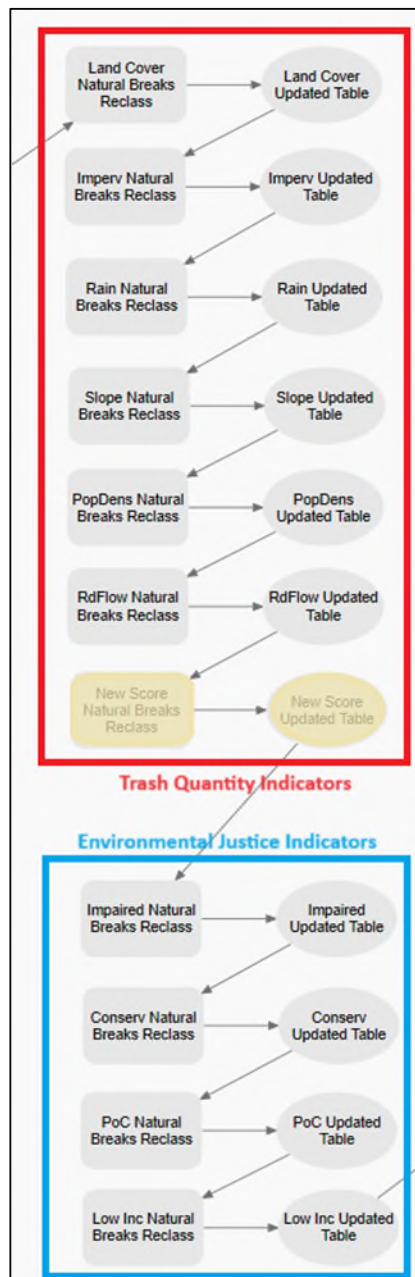 Land Cover
Natural Breaks
Reclass
Land Cover
Updated Table
Imperv Natural
Breaks Reclass
Imperv Updated
Table
Rain Natural
Breaks Reclass
Rain Updated
Table
Slope Natural
Breaks Reclass
Slope Updated
Table
PopDens Natural
Breaks Reclass
PopDens
Updated Table
RdFlow Natural
Breaks Reclass
RdFlow Updated
Table
New Score
Natural Breaks
Reclass
New Score
Updated Table
Trash Quantity Indicators
Environmental Justice Indicators
Impaired Natural
Breaks Reclass
Impaired
Updated Table
Conserv Natural
Breaks Reclass
Conserv
Updated Table
PoC Natural
Breaks Reclass
PoC Updated
Table
Low Inc Natural
Breaks Reclass
Low Inc Updated
Table